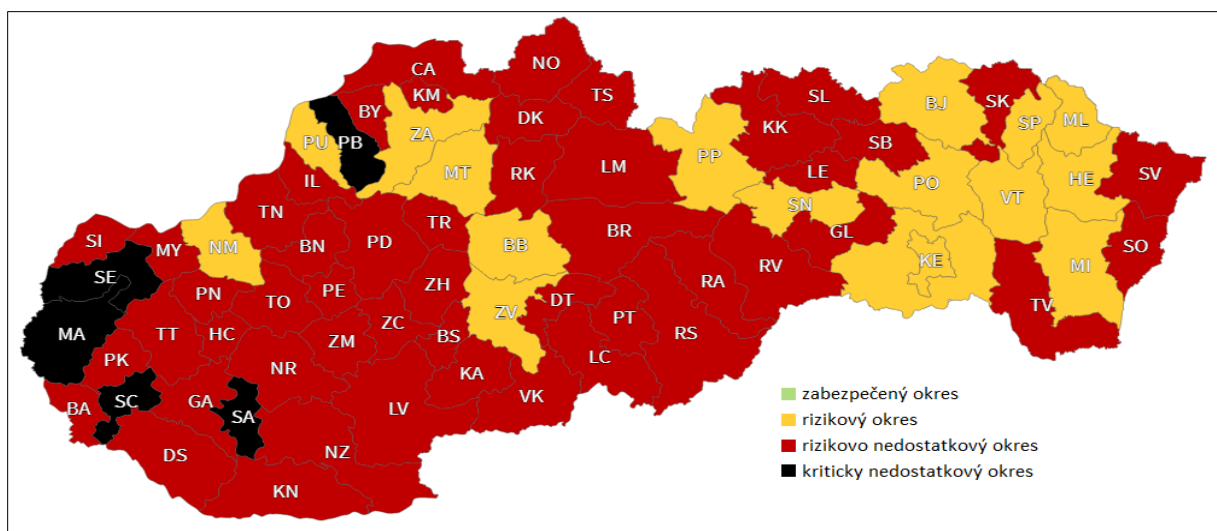 NO
CA
KM
TS
SL
SK
BJ
BY
SP
ML
DK
ZA
KK
PU
PB
SB
PP
LM
MT
RK
LE
HE
SV
IL
PO
VT
SN
TN
TR
BR
GL
SI
MY
NM
BN
PD
BB
SO
KE
MI
RV
SE
ZH
RA
PN
TO
PE
DT
TV
ZV
PT
ZC
MA
TT
HC
ZM
BS
RS
PK
LC
NR
KA
VK
SC
GA
BA
LV
SA
DS
NZ
KN
zabezpečený okres
rizikový okres
rizikovo nedostatkový okres
kriticky nedostatkový okres